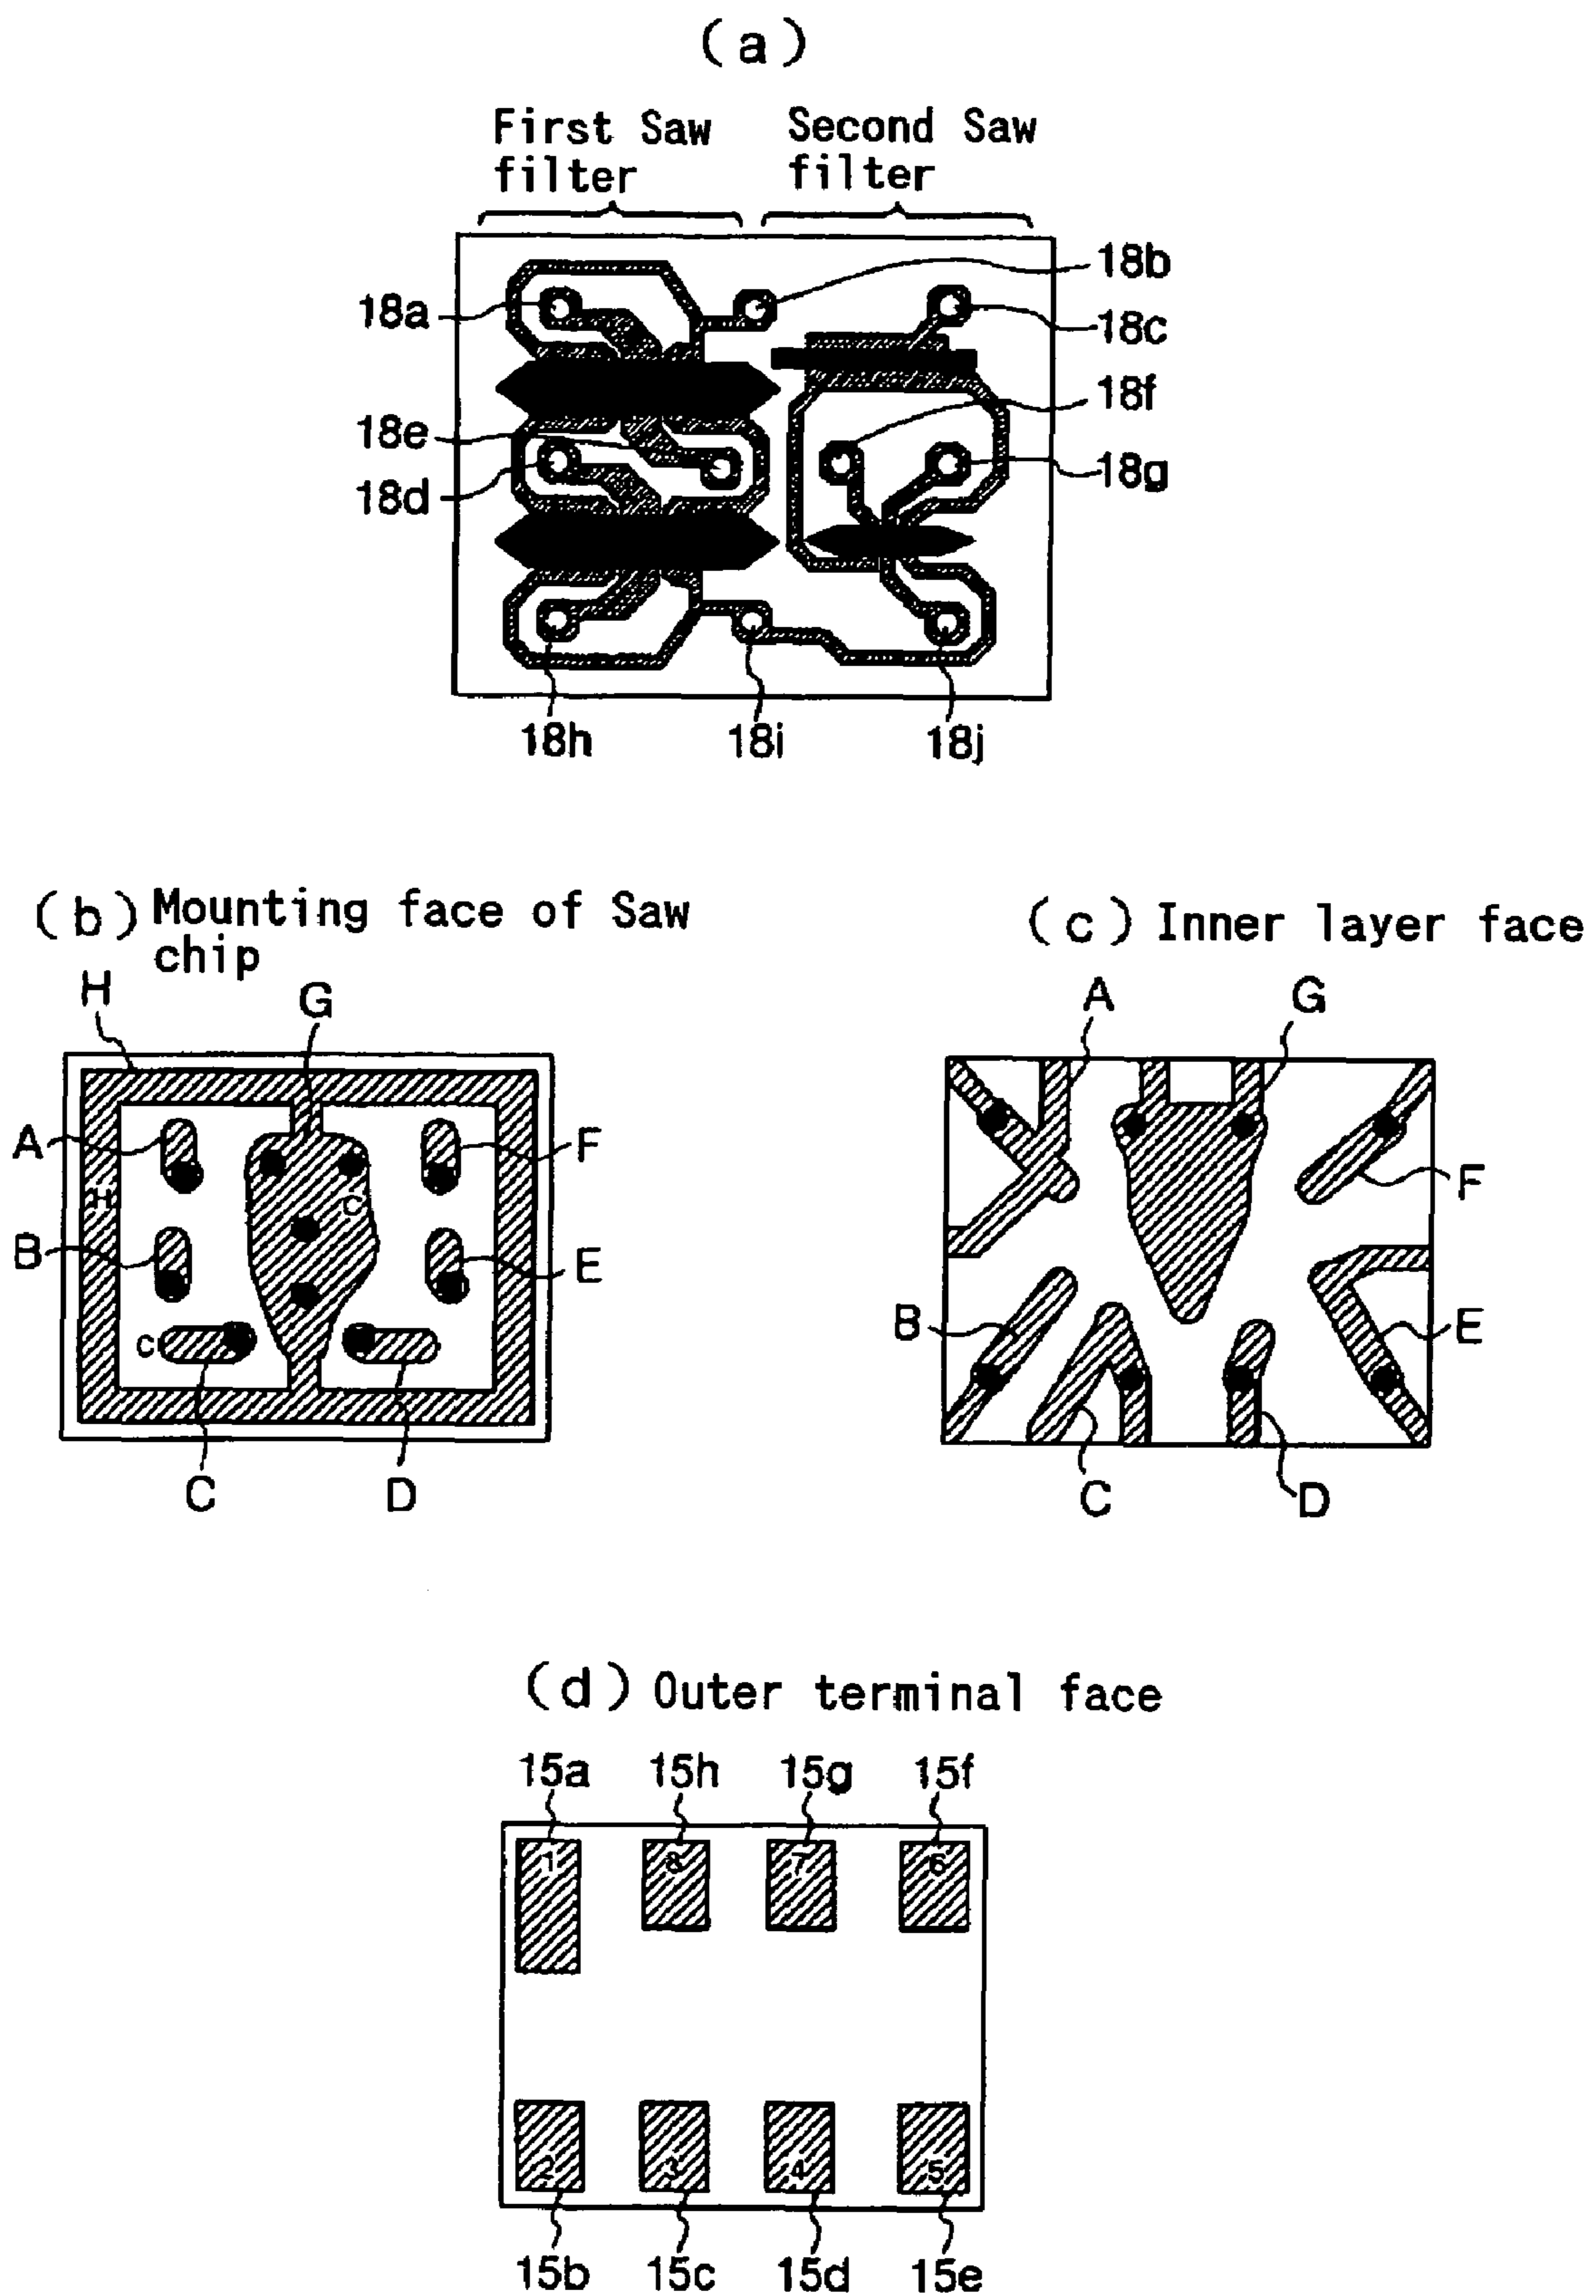 (a)
First Saw
filter
Second Saw
filter
18b
18a
18c
18f
18e
18d
18g
18h
18i
18j
(b) Mounting face of Saw
chip
(c) Inner layer face
H
G
A
G
A
F
H
C
F
B
E
C
B
E
C
D
C
D
(d) Outer terminal face
15a
15h
15g
15f
1
8
7
6
2
3
4
5
15b
15c
15d
15e